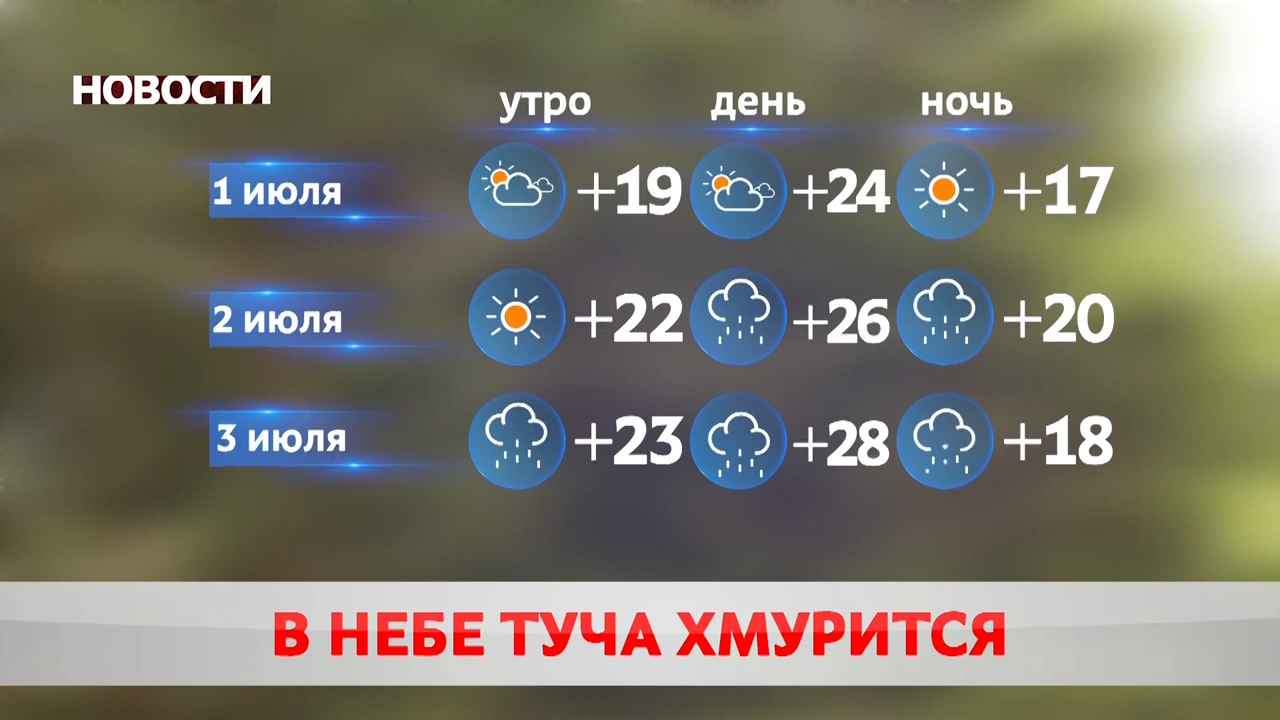 НОВОСТИ
утро день ночь
1 июля +19 +24 +17
2 июля +22 +26 +20
3 июля +23 +28 +18
В НЕБЕ ТУЧА ХМУРИТСЯ